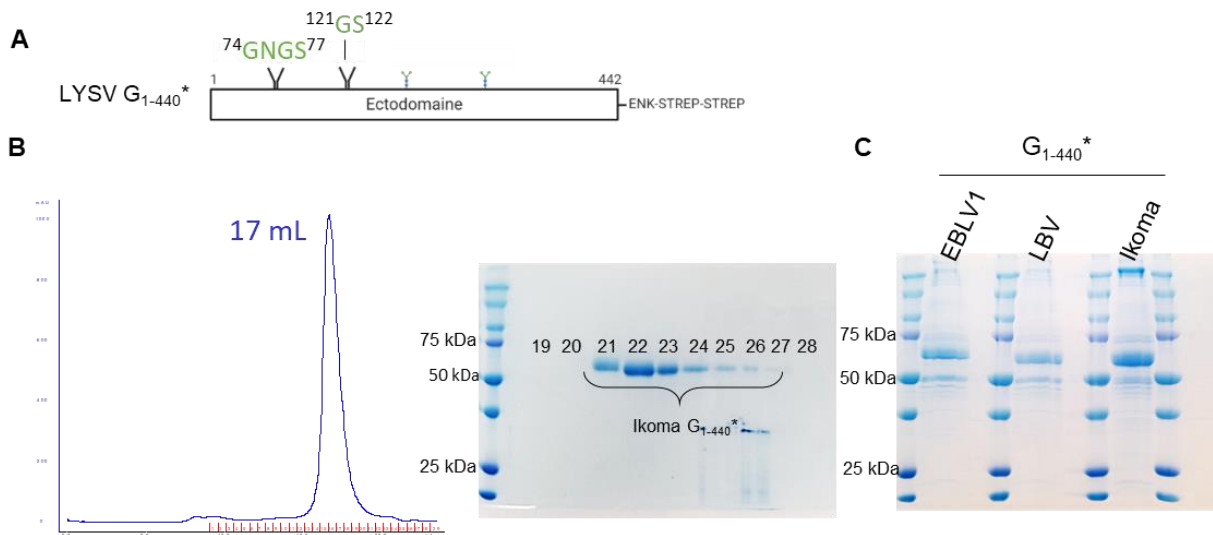 A
121GS122
74GNGS77
1
442
LYSV G1-440*
Ectodomaine
ENK-STREP-STREP
B
17 mL
75 kDa
50 kDa
25 kDa
19 20 21 22 23 24 25 26 27 28
Ikoma G1-440*
C
G1-440*
EBLV1
LBV
Ikoma
75 kDa
50 kDa
25 kDa